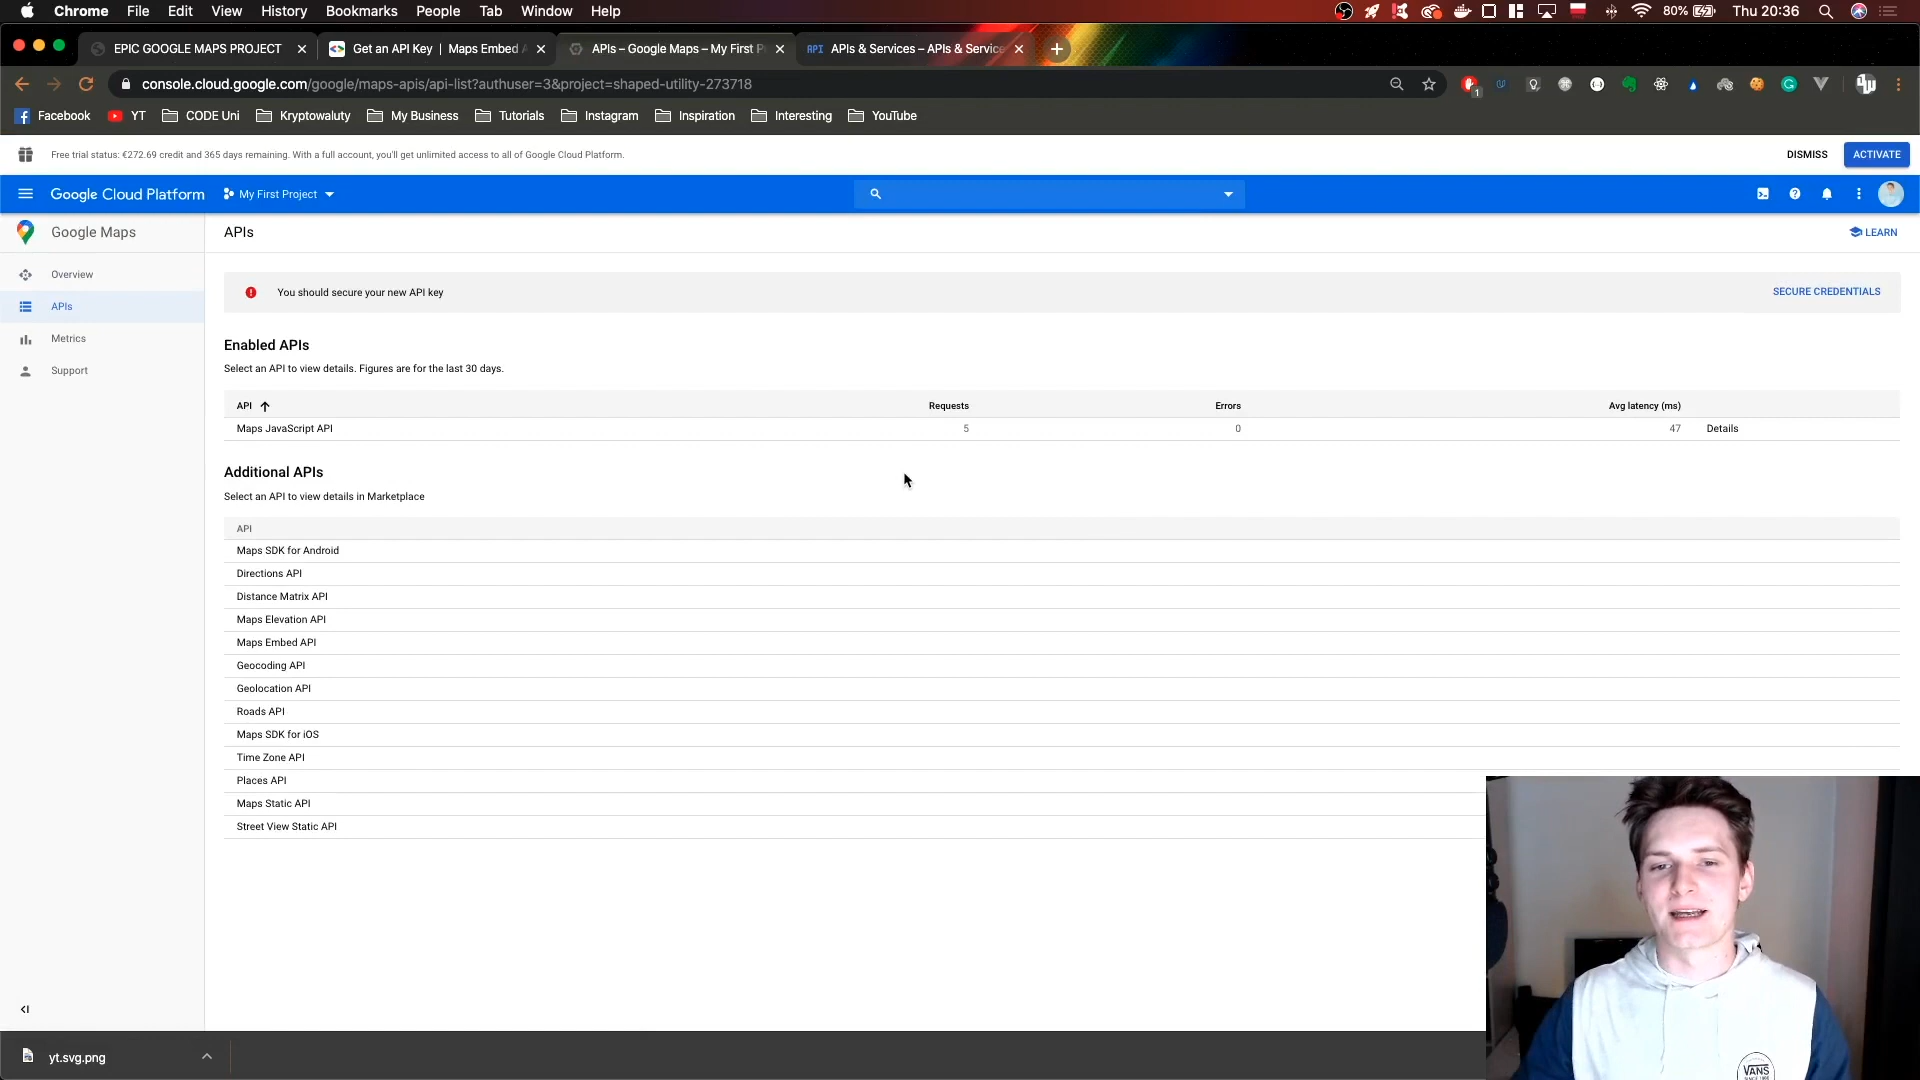 Chrome File Edit View History Bookmarks People Tab Window Help 80% Thu 20:36
EPIC GOOGLE MAPS PROJECT Get an API Key | Maps Embed A APIs – Google Maps – My First P API APIs & Services – APIs & Service
console.cloud.google.com/google/maps-apis/api-list?authuser=3&project=shaped-utility-273718 1
Facebook YT CODE Uni Kryptowaluty My Business Tutorials Instagram Inspiration Interesting YouTube
Free trial status: €272.69 credit and 365 days remaining. With a full account, you'll get unlimited access to all of Google Cloud Platform. DISMISS ACTIVATE
Google Cloud Platform My First Project
Google Maps APIs LEARN
Overview
APIs
Metrics
Support
You should secure your new API key SECURE CREDENTIALS
Enabled APIs
Select an API to view details. Figures are for the last 30 days.
API Requests Errors Avg latency (ms)
Maps JavaScript API 5 0 47 Details
Additional APIs
Select an API to view details in Marketplace
API
Maps SDK for Android
Directions API
Distance Matrix API
Maps Elevation API
Maps Embed API
Geocoding API
Geolocation API
Roads API
Maps SDK for iOS
Time Zone API
Places API
Maps Static API
Street View Static API
yt.svg.png
VANS